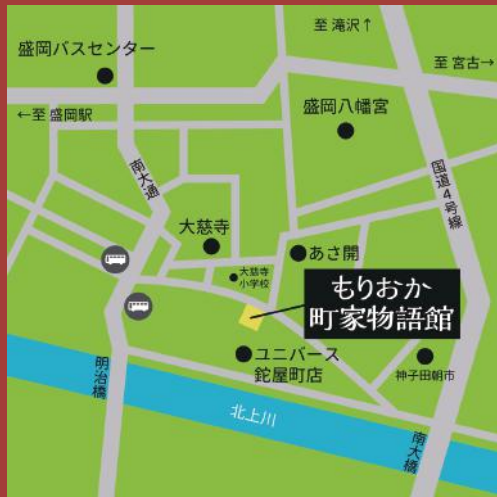 至 滝沢↑
盛岡バスセンター
至 宮古→
←至 盛岡駅
盛岡八幡宮
南大通
国道4号線
大慈寺
あさ開
大慈寺
小学校
もりおか
町家物語館
ユニバース
鉈屋町店
神子田朝市
明治橋
北上川
南大橋